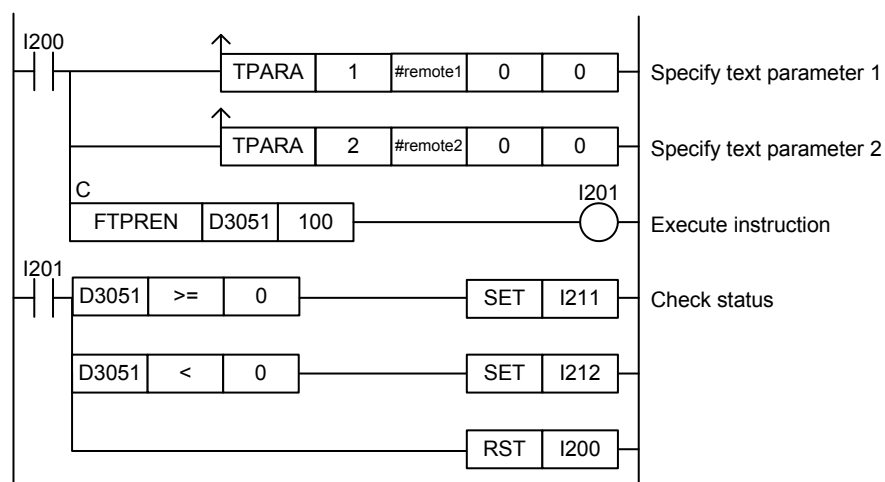 I200
TPARA 1 #remote1 0 0 Specify text parameter 1
TPARA 2 #remote2 0 0 Specify text parameter 2
C I201
FTPREN D3051 100 Execute instruction
I201
D3051 >= 0 SET I211 Check status
D3051 < 0 SET I212
RST I200